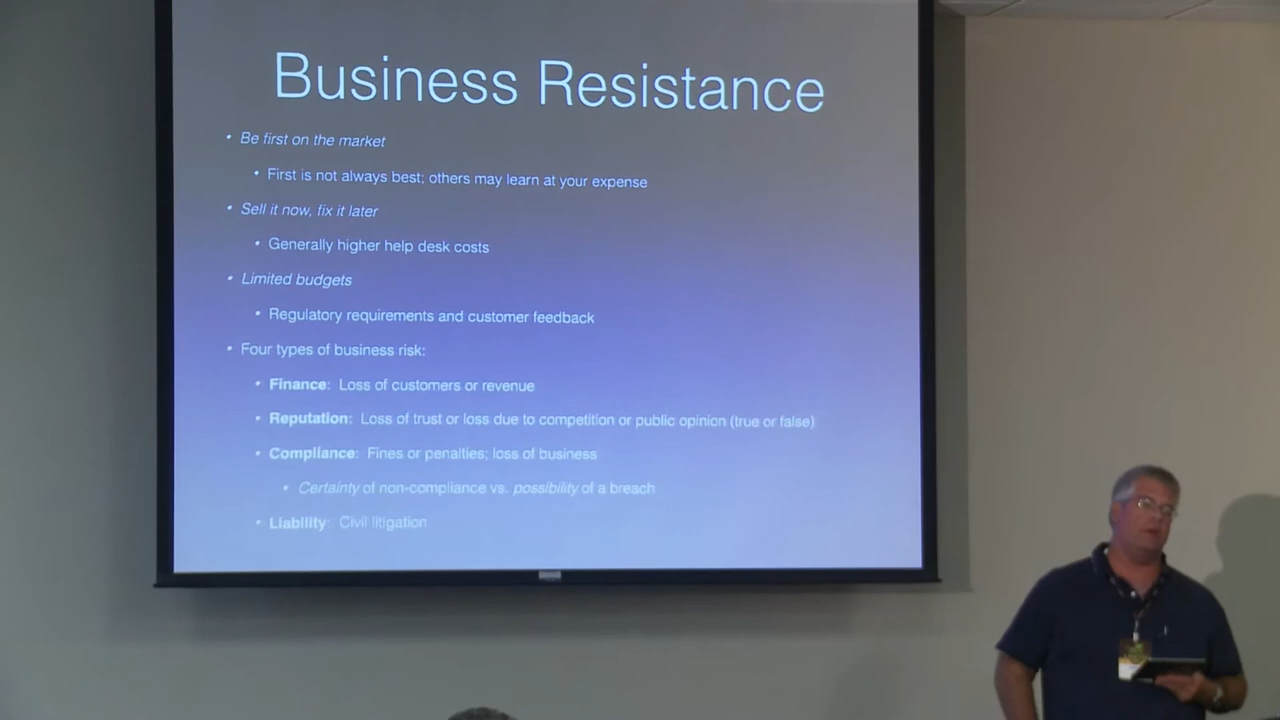 Business Resistance
• Be first on the market
• First is not always best; others may learn at your expense
• Sell it now, fix it later
• Generally higher help desk costs
• Limited budgets
• Regulatory requirements and customer feedback
• Four types of business risk:
• Finance: Loss of customers or revenue
• Reputation: Loss of trust or loss due to competition or public opinion (true or false)
• Compliance: Fines or penalties; loss of business
• Certainty of non-compliance vs. possibility of a breach
• Liability: Civil litigation